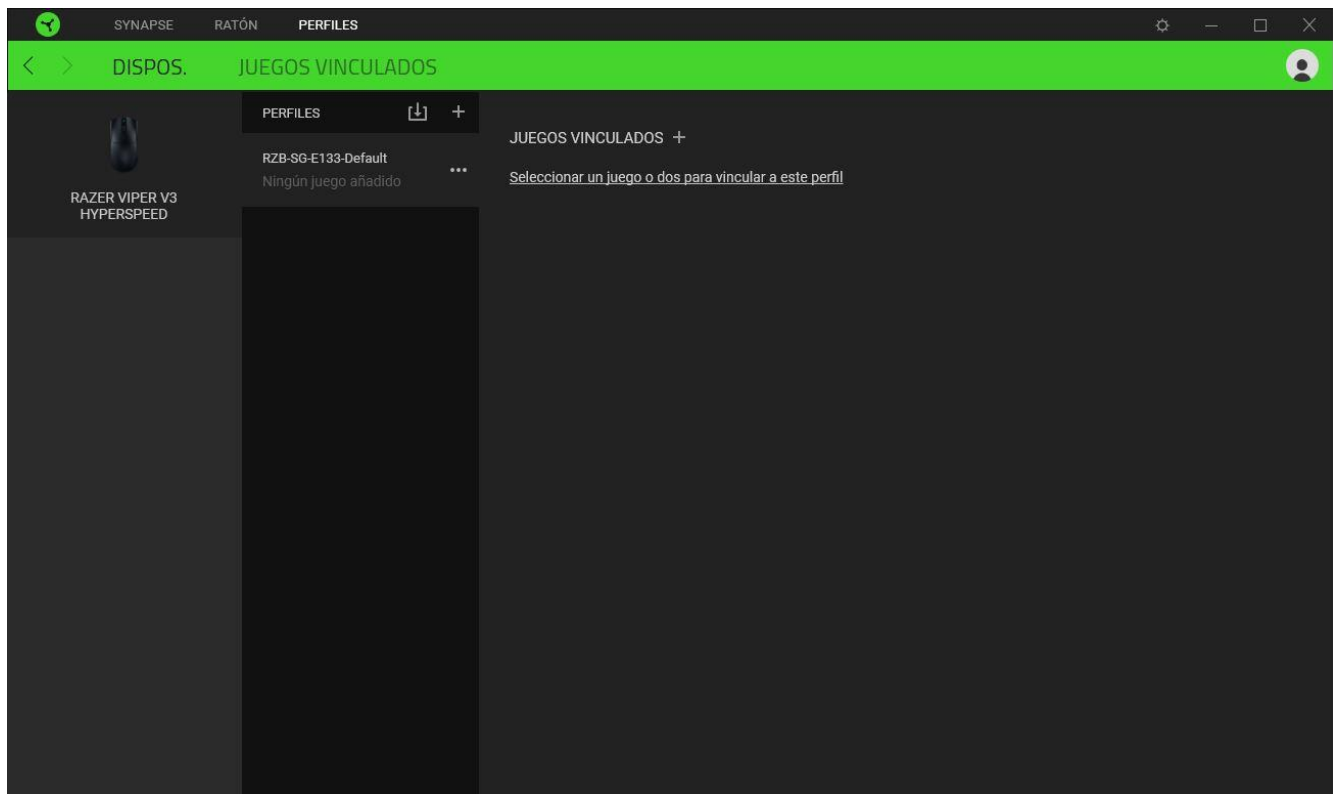 SYNAPSE RATÓN PERFILES
DISPOS. JUEGOS VINCULADOS
RAZER VIPER V3
HYPERSPEED
PERFILES
RZB-SG-E133-Default
Ningún juego añadido
JUEGOS VINCULADOS +
Seleccionar un juego o dos para vincular a este perfil